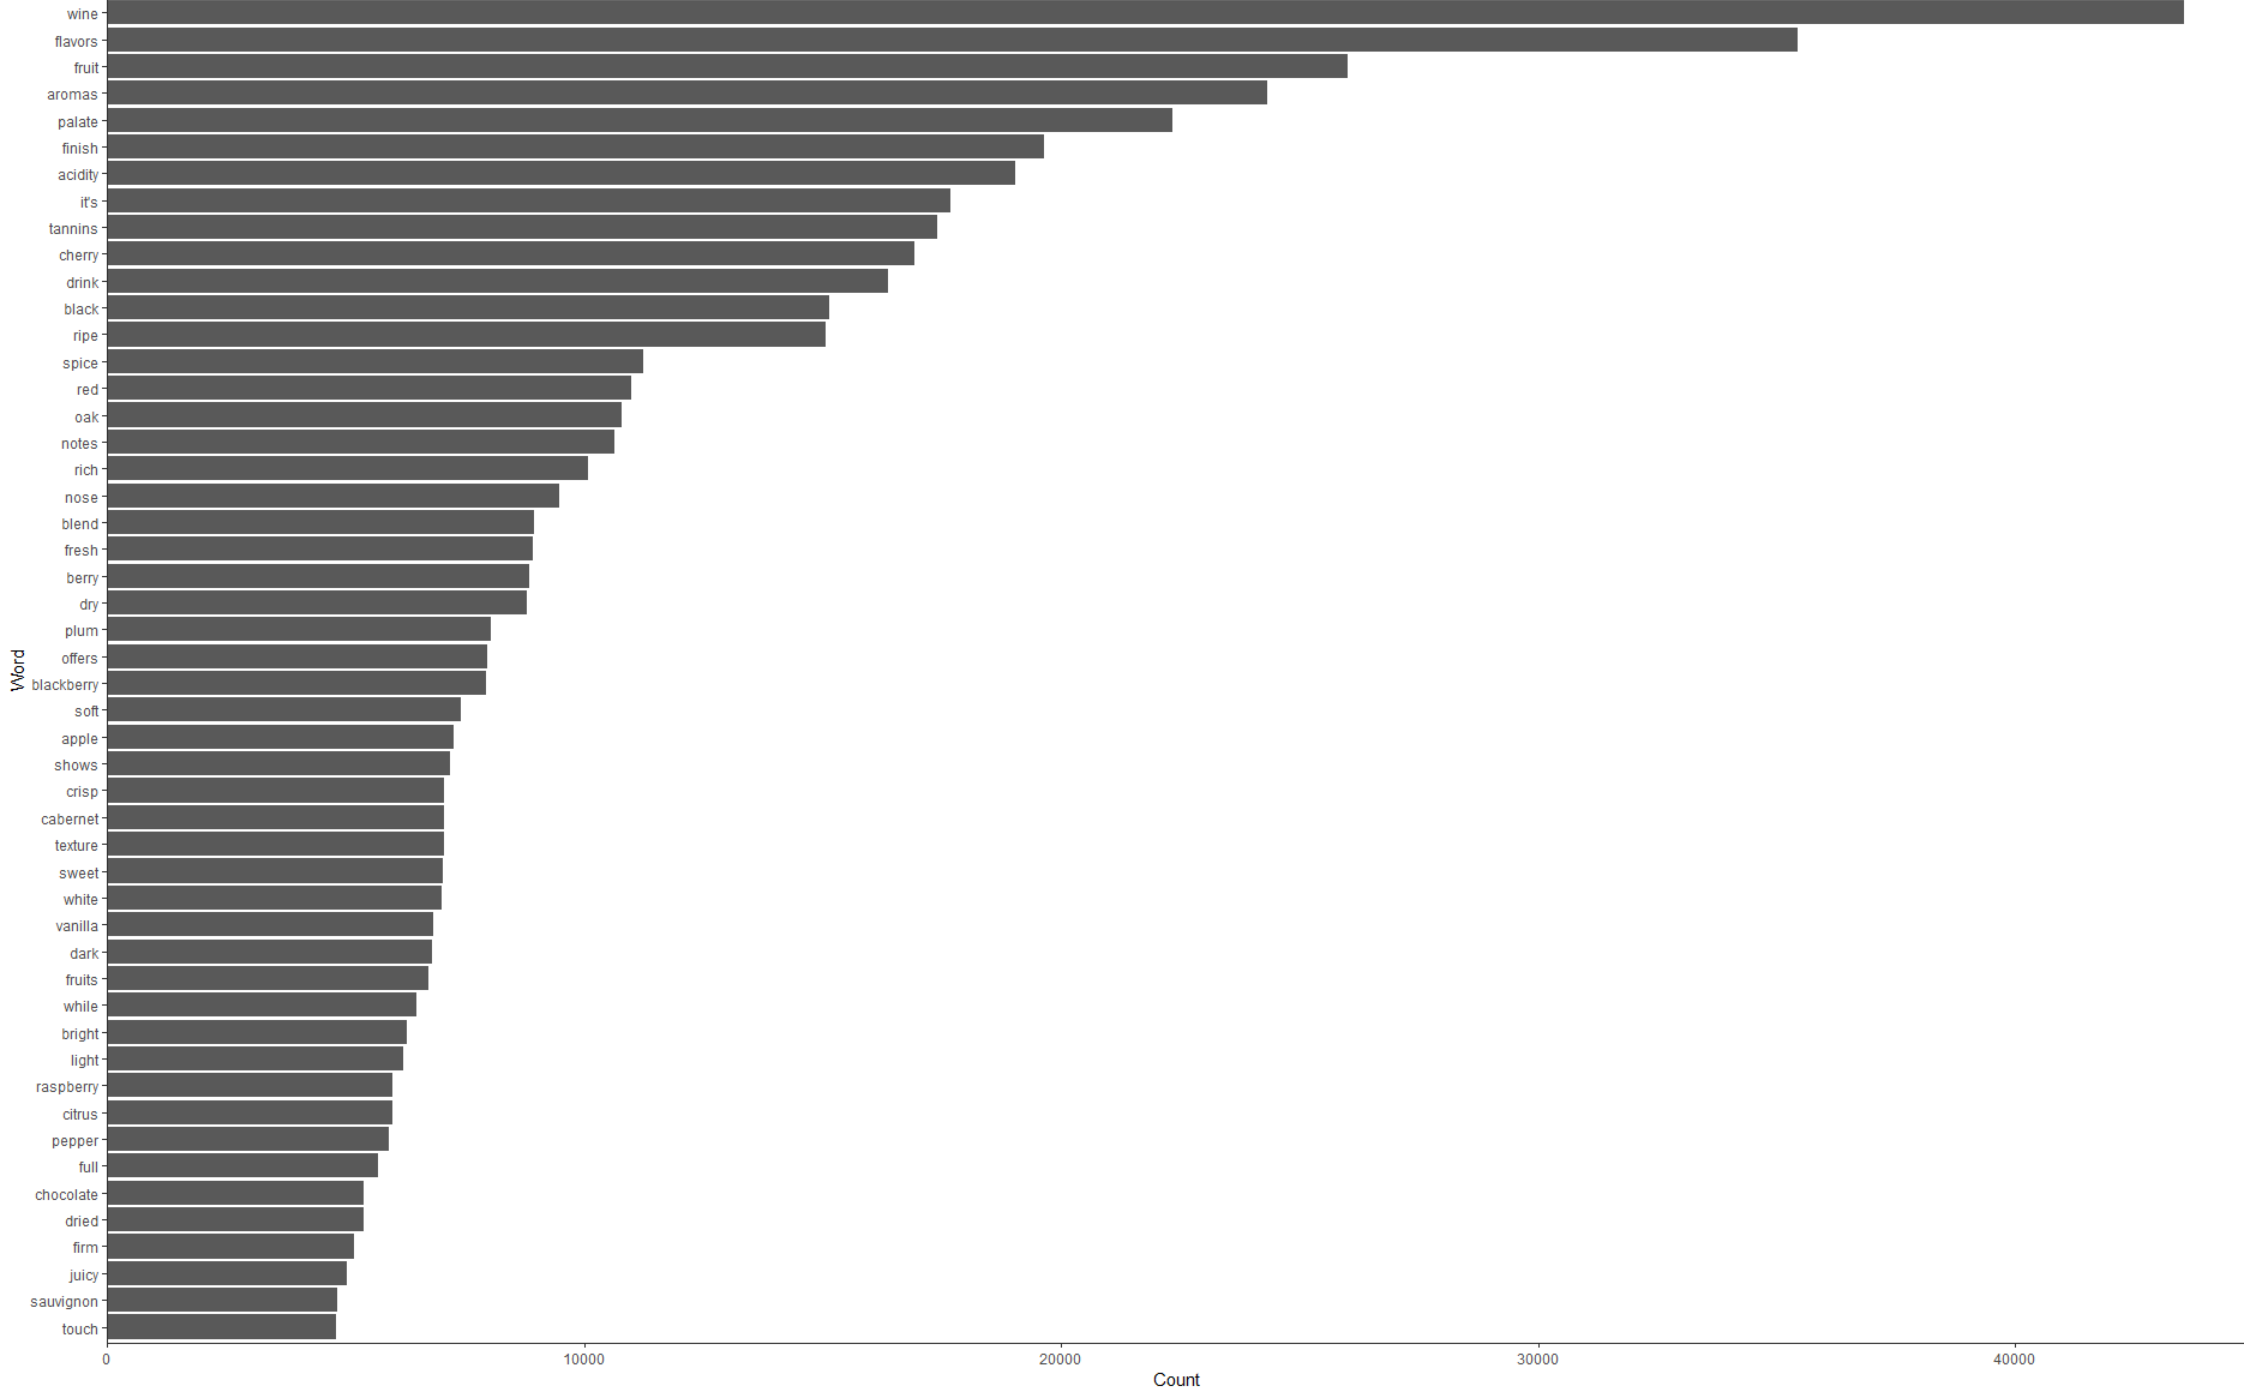 wine
flavors
fruit
aromas
palate
finish
acidity
it's
tannins
cherry
drink
black
ripe
spice
red
oak
notes
rich
nose
blend
fresh
berry
dry
plum
offers
blackberry
soft
apple
shows
crisp
cabernet
texture
sweet
white
vanilla
dark
fruits
while
bright
light
raspberry
citrus
pepper
full
chocolate
dried
firm
juicy
sauvignon
touch
Word
0 10000 20000 30000 40000
Count